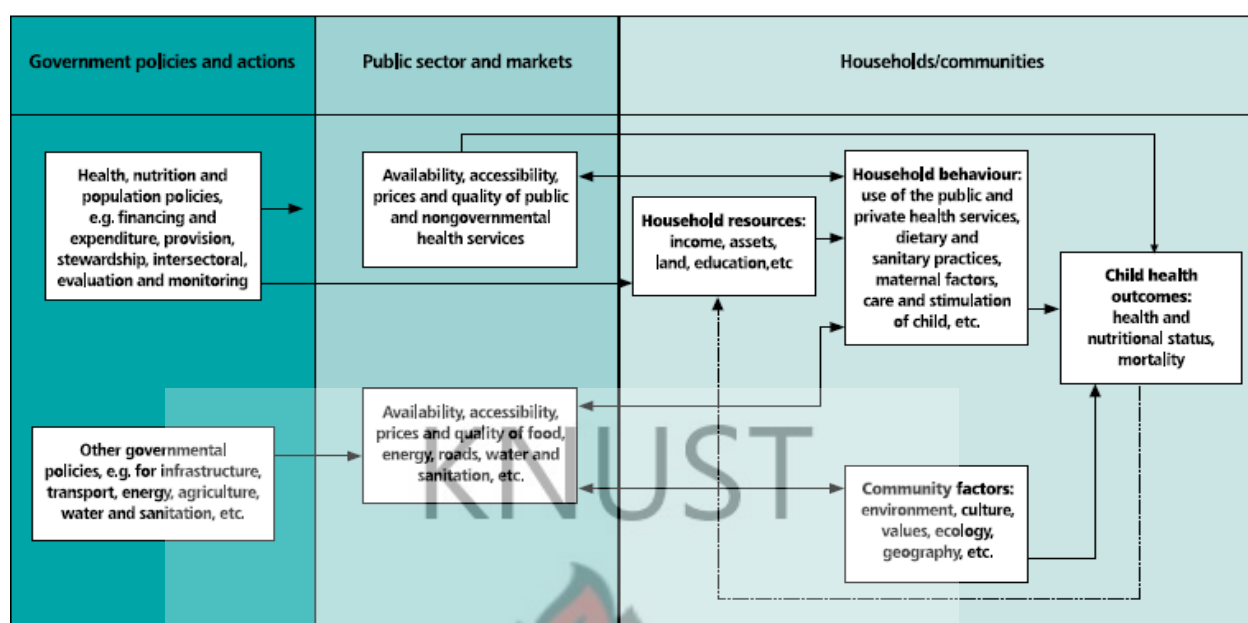 Government policies and actions
Public sector and markets
Households/communities
Health, nutrition and
population policies,
e.g. financing and
expenditure, provision,
stewardship, intersectoral,
evaluation and monitoring
Availability, accessibility,
prices and quality of public
and nongovernmental
health services
Household resources:
income, assets,
land, education,etc
Household behaviour:
use of the public and
private health services,
dietary and
sanitary practices,
maternal factors,
care and stimulation
of child, etc.
Child health
outcomes:
health and
nutritional status,
mortality
Other governmental
policies, e.g. for infrastructure,
transport, energy, agriculture,
water and sanitation, etc.
Availability, accessibility,
prices and quality of food,
energy, roads, water and
sanitation, etc.
Community factors:
environment, culture,
values, ecology,
geography, etc.
KNUST